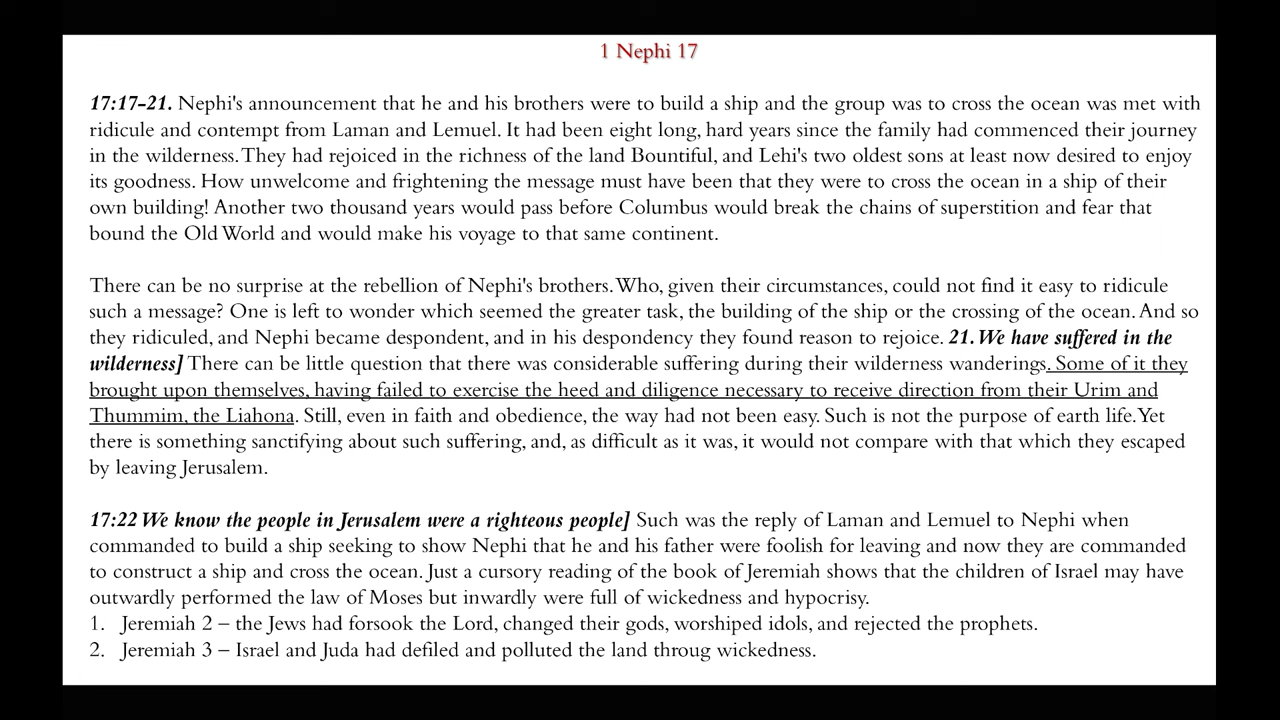 1 Nephi 17
17:17-21. Nephi's announcement that he and his brothers were to build a ship and the group was to cross the ocean was met with
ridicule and contempt from Laman and Lemuel. It had been eight long, hard years since the family had commenced their journey
in the wilderness. They had rejoiced in the richness of the land Bountiful, and Lehi's two oldest sons at least now desired to enjoy
its goodness. How unwelcome and frightening the message must have been that they were to cross the ocean in a ship of their
own building! Another two thousand years would pass before Columbus would break the chains of superstition and fear that
bound the Old World and would make his voyage to that same continent.
There can be no surprise at the rebellion of Nephi's brothers. Who, given their circumstances, could not find it easy to ridicule
such a message? One is left to wonder which seemed the greater task, the building of the ship or the crossing of the ocean. And so
they ridiculed, and Nephi became despondent, and in his despondency they found reason to rejoice. 21. We have suffered in the
wilderness] There can be little question that there was considerable suffering during their wilderness wanderings. Some of it they
brought upon themselves, having failed to exercise the heed and diligence necessary to receive direction from their Urim and
Thummim, the Liahona. Still, even in faith and obedience, the way had not been easy. Such is not the purpose of earth life. Yet
there is something sanctifying about such suffering, and, as difficult as it was, it would not compare with that which they escaped
by leaving Jerusalem.
17:22 We know the people in Jerusalem were a righteous people] Such was the reply of Laman and Lemuel to Nephi when
commanded to build a ship seeking to show Nephi that he and his father were foolish for leaving and now they are commanded
to construct a ship and cross the ocean. Just a cursory reading of the book of Jeremiah shows that the children of Israel may have
outwardly performed the law of Moses but inwardly were full of wickedness and hypocrisy.
1. Jeremiah 2 – the Jews had forsook the Lord, changed their gods, worshiped idols, and rejected the prophets.
2. Jeremiah 3 – Israel and Juda had defiled and polluted the land throug wickedness.